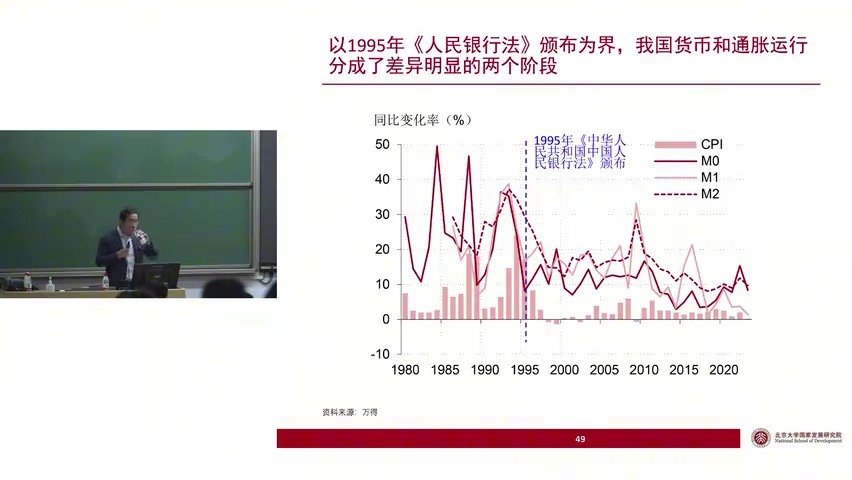 以1995年《人民银行法》颁布为界，我国货币和通胀运行
分成了差异明显的两个阶段
同比变化率（%）
1995年《中华人
民共和国中国人
民银行法》颁布
CPI
M0
M1
M2
50
40
30
20
10
0
-10
1980 1985 1990 1995 2000 2005 2010 2015 2020
资料来源：万得
49
北京大学国家发展研究院
National School of Development